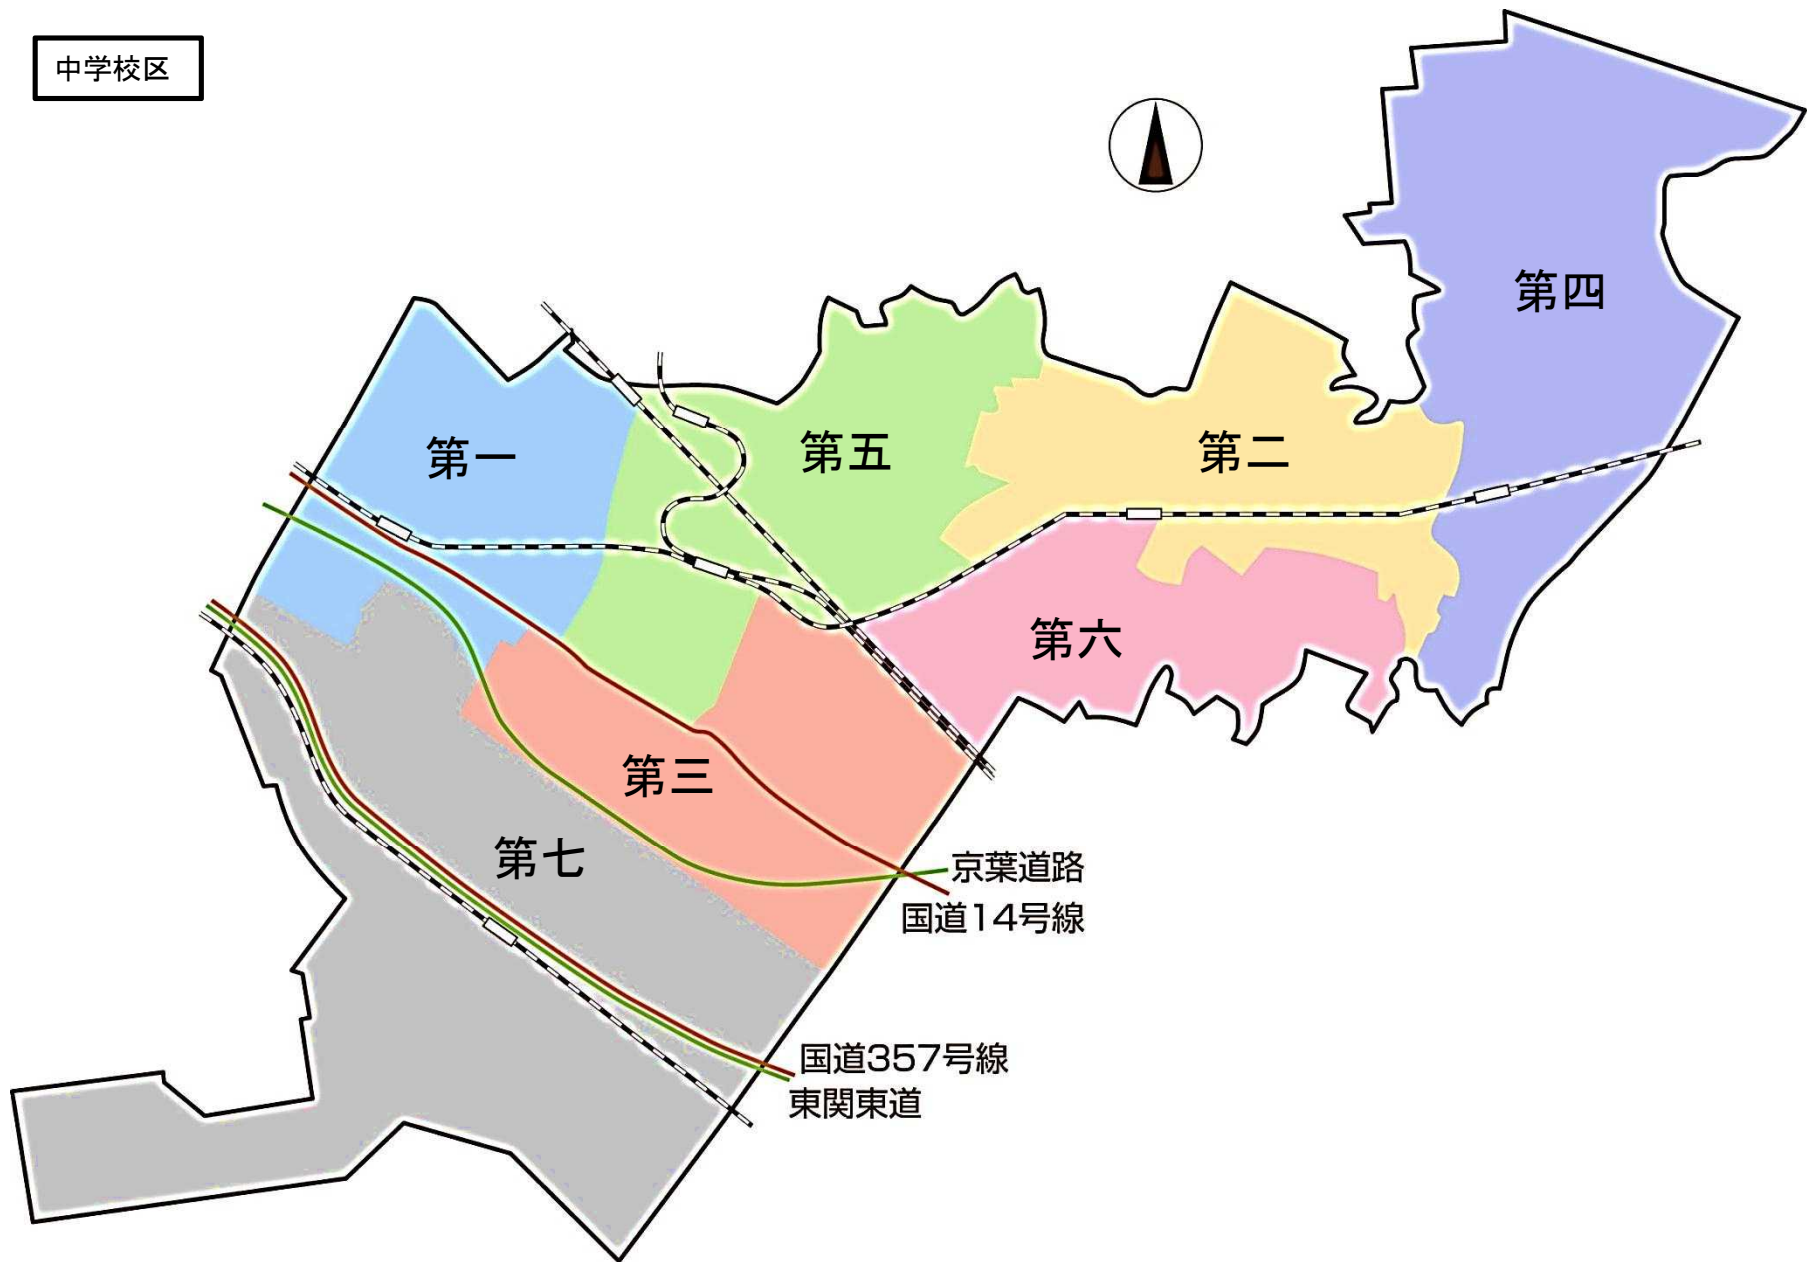 中学校区
第四
第一
第五
第二
第六
第三
第七
京葉道路
国道14号線
国道357号線
東関東道